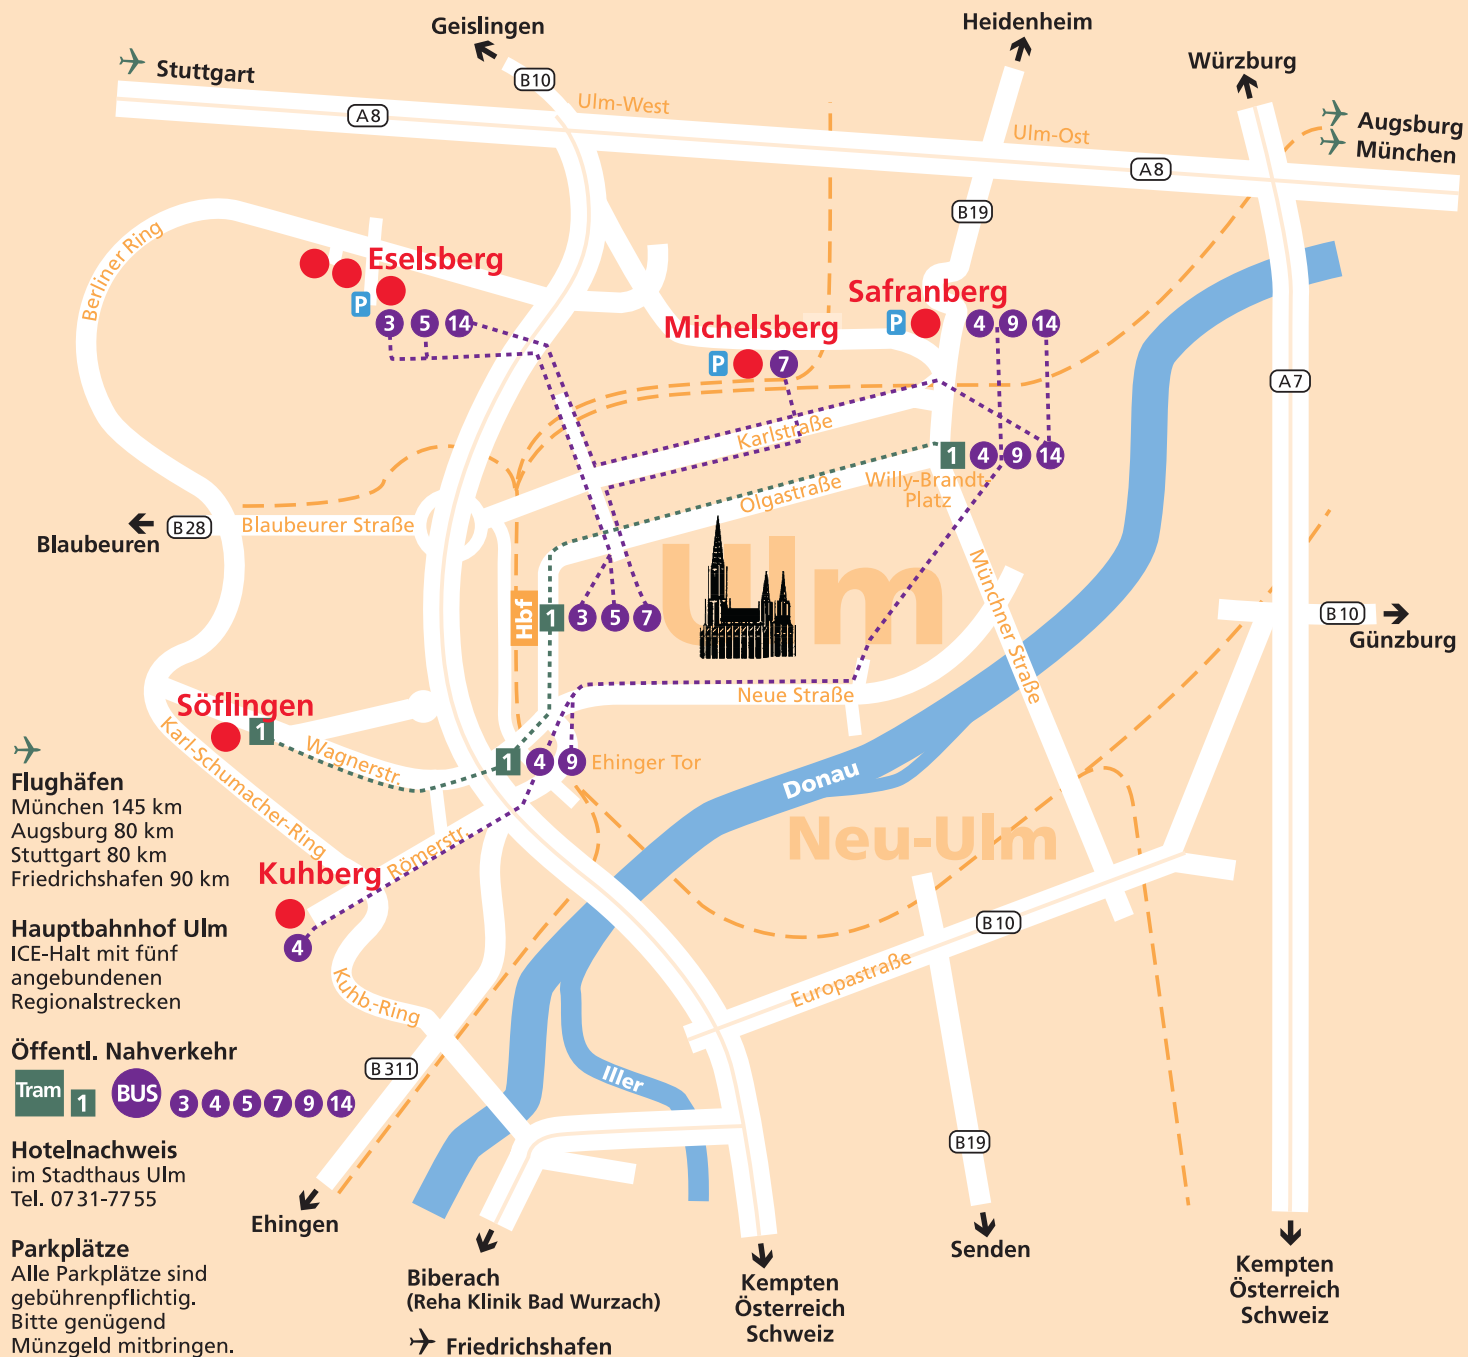 Geislingen
Heidenheim
Würzburg
Stuttgart
B10
Ulm-West
A8
Ulm-Ost
Augsburg
München
A8
B19
Berliner Ring
Eselsberg
P
3 5 14
Safranberg
P
4 9 14
Michelsberg
P
7
A7
Karlstraße
1 4 9 14
Willy-Brandt-
Platz
Olgastraße
B28
Blaubeurer Straße
Blaubeuren
Ulm
Münchner Straße
Hbf
1 3 5 7
B10
Günzburg
Söflingen
1
Neue Straße
Karl-Schumacher-Ring
Wagnerstr.
1 4 9 Ehinger Tor
Donau
Neu-Ulm
Römerstr.
Kuhberg
4
Kuhb.-Ring
B10
Europastraße
B311
Iller
B19
Flughäfen
München 145 km
Augsburg 80 km
Stuttgart 80 km
Friedrichshafen 90 km
Hauptbahnhof Ulm
ICE-Halt mit fünf
angebundenen
Regionalstrecken
Öffentl. Nahverkehr
Tram 1 BUS 3 4 5 7 9 14
Hotelnachweis
im Stadthaus Ulm
Tel. 0731-7755
Parkplätze
Alle Parkplätze sind
gebührenpflichtig.
Bitte genügend
Münzgeld mitbringen.
Ehingen
Biberach
(Reha Klinik Bad Wurzach)
Friedrichshafen
Kempten
Österreich
Schweiz
Senden
Kempten
Österreich
Schweiz